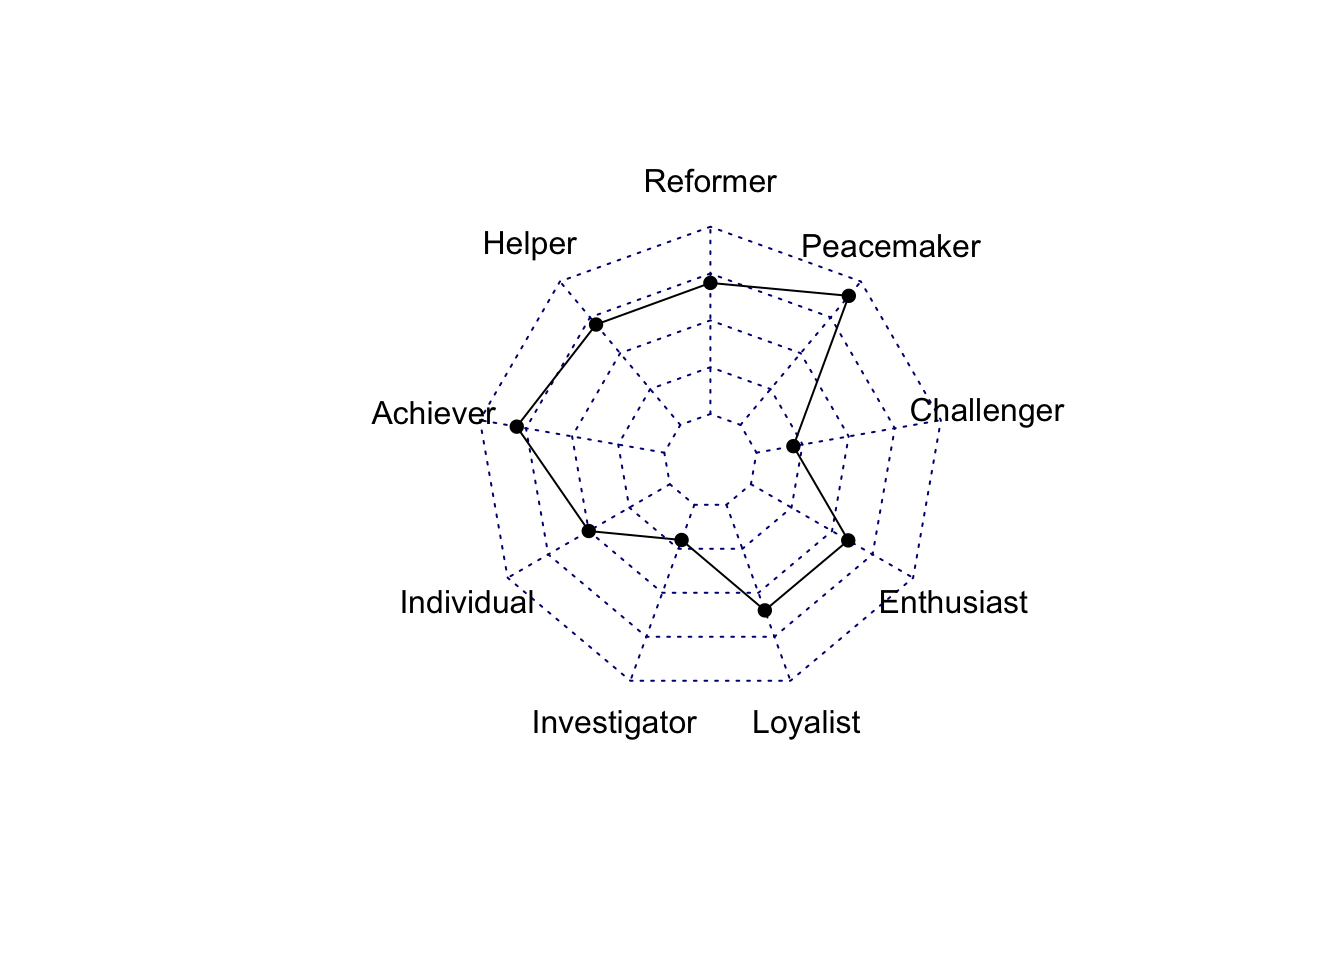 Reformer
Helper
Peacemaker
Achiever
Challenger
Individual
Enthusiast
Investigator
Loyalist